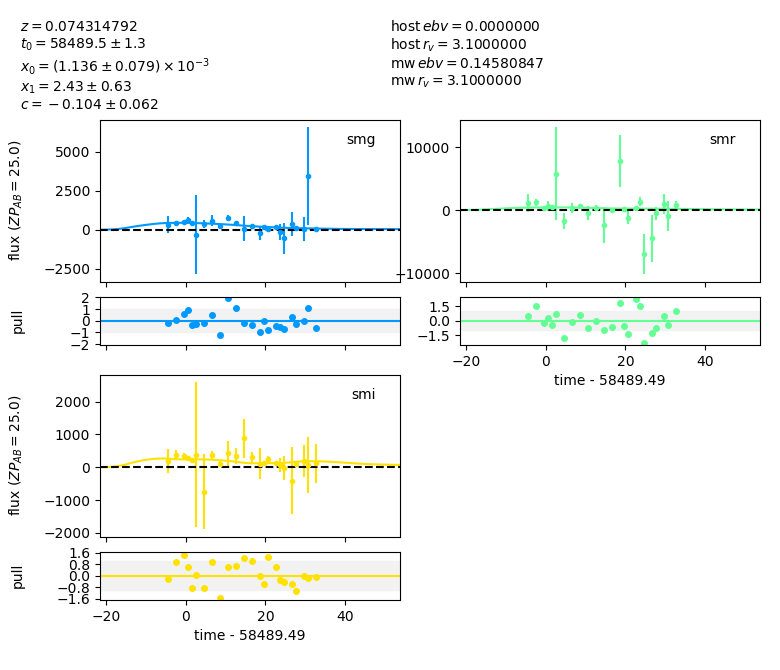 z = 0.074314792
t₀ = 58489.5 ± 1.3
x₀ = (1.136 ± 0.079) × 10⁻³
x₁ = 2.43 ± 0.63
c = −0.104 ± 0.062
host ebv = 0.0000000
host r_v = 3.1000000
mw ebv = 0.14580847
mw r_v = 3.1000000
smg
5000
2500
0
−2500
flux (ZP_AB = 25.0)
2
1
0
−1
−2
pull
smr
10000
0
−10000
1.5
0.0
−1.5
−20 0 20 40
time - 58489.49
smi
2000
1000
0
−1000
−2000
flux (ZP_AB = 25.0)
1.6
0.8
0.0
−0.8
−1.6
pull
−20 0 20 40
time - 58489.49